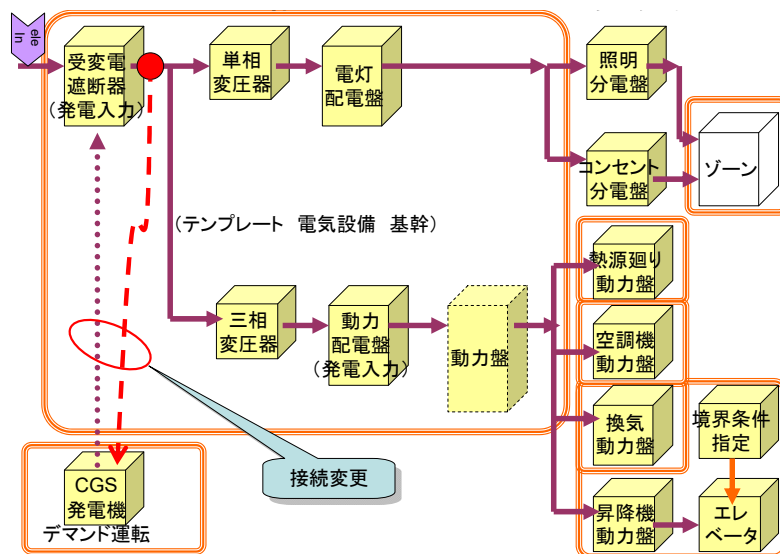 ele
In
受変電
遮断器
(発電入力)
単相
変圧器
電灯
配電盤
照明
分電盤
コンセント
分電盤
ゾーン
(テンプレート 電気設備 基幹)
三相
変圧器
動力
配電盤
(発電入力)
動力盤
熱源廻り
動力盤
空調機
動力盤
換気
動力盤
境界条件
指定
昇降機
動力盤
エレ
ベータ
接続変更
CGS
発電機
デマンド運転